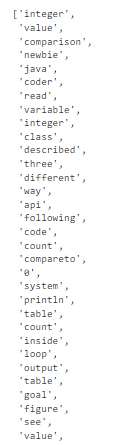 ['integer',
'value',
'comparison',
'newbie',
'java',
'coder',
'read',
'variable',
'integer',
'class',
'described',
'three',
'different',
'way',
'api',
'following',
'code',
'count',
'compareto',
'0',
'system',
'println',
'table',
'count',
'inside',
'loop',
'output',
'table',
'goal',
'figure',
'see',
'value',